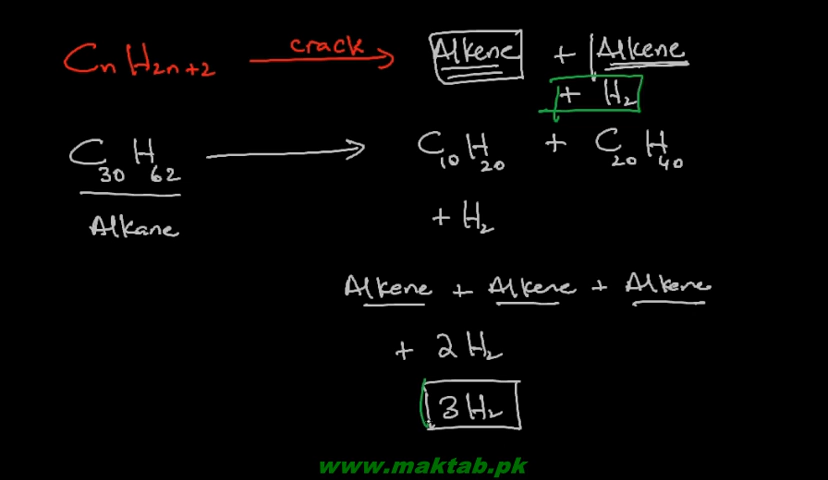 CnH2n+2 crack Alkene + Alkene
+ H2
C30H62 C10H20 + C20H40
Alkane + H2
Alkene + Alkene + Alkene
+ 2H2
3H2
www.maktab.pk